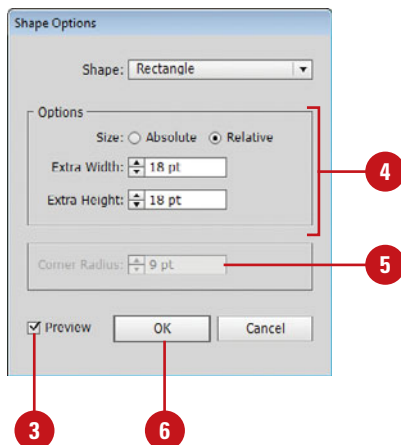 Shape Options
Shape: Rectangle
Options
Size: Absolute Relative
Extra Width: 18 pt
Extra Height: 18 pt
4
Corner Radius: 9 pt
5
Preview OK Cancel
3 6